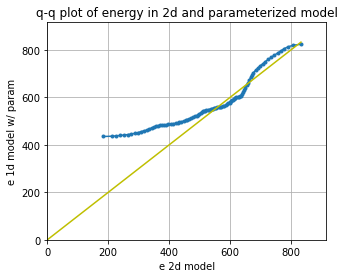 q-q plot of energy in 2d and parameterized model
e 1d model w/ param
800
600
400
200
0
0 200 400 600 800
e 2d model